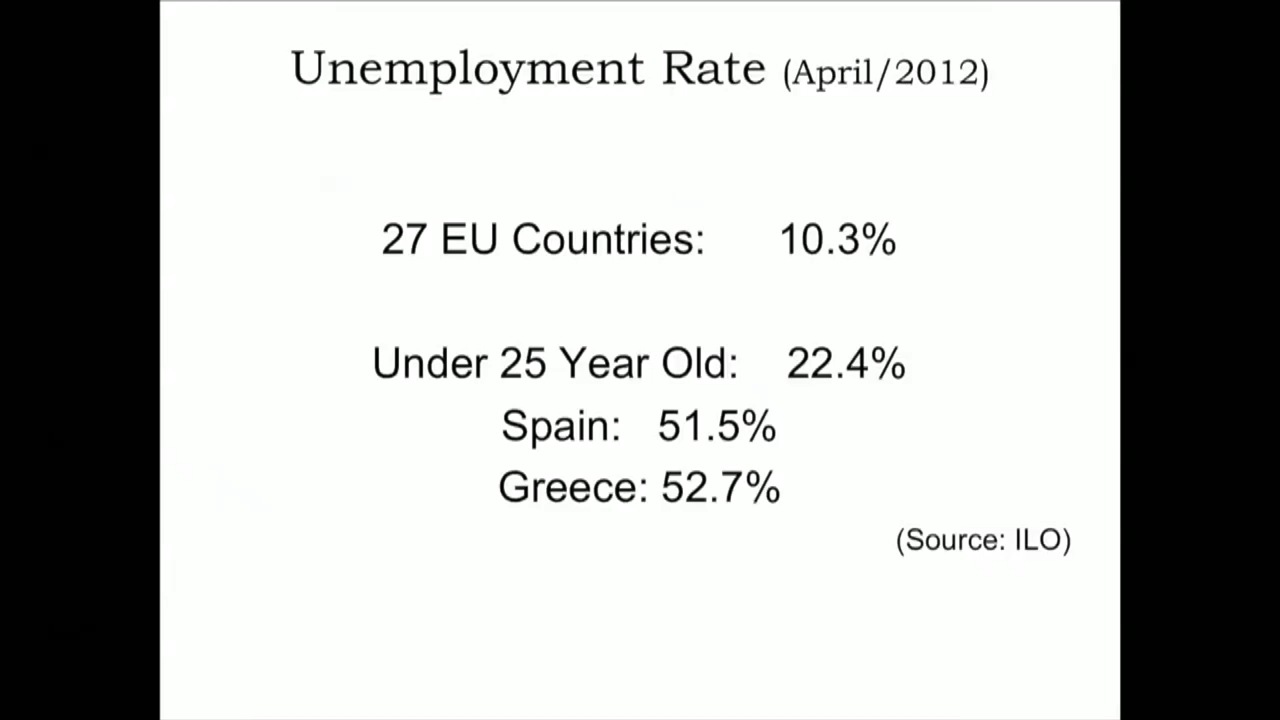 Unemployment Rate (April/2012)
27 EU Countries: 10.3%
Under 25 Year Old: 22.4%
Spain: 51.5%
Greece: 52.7%
(Source: ILO)